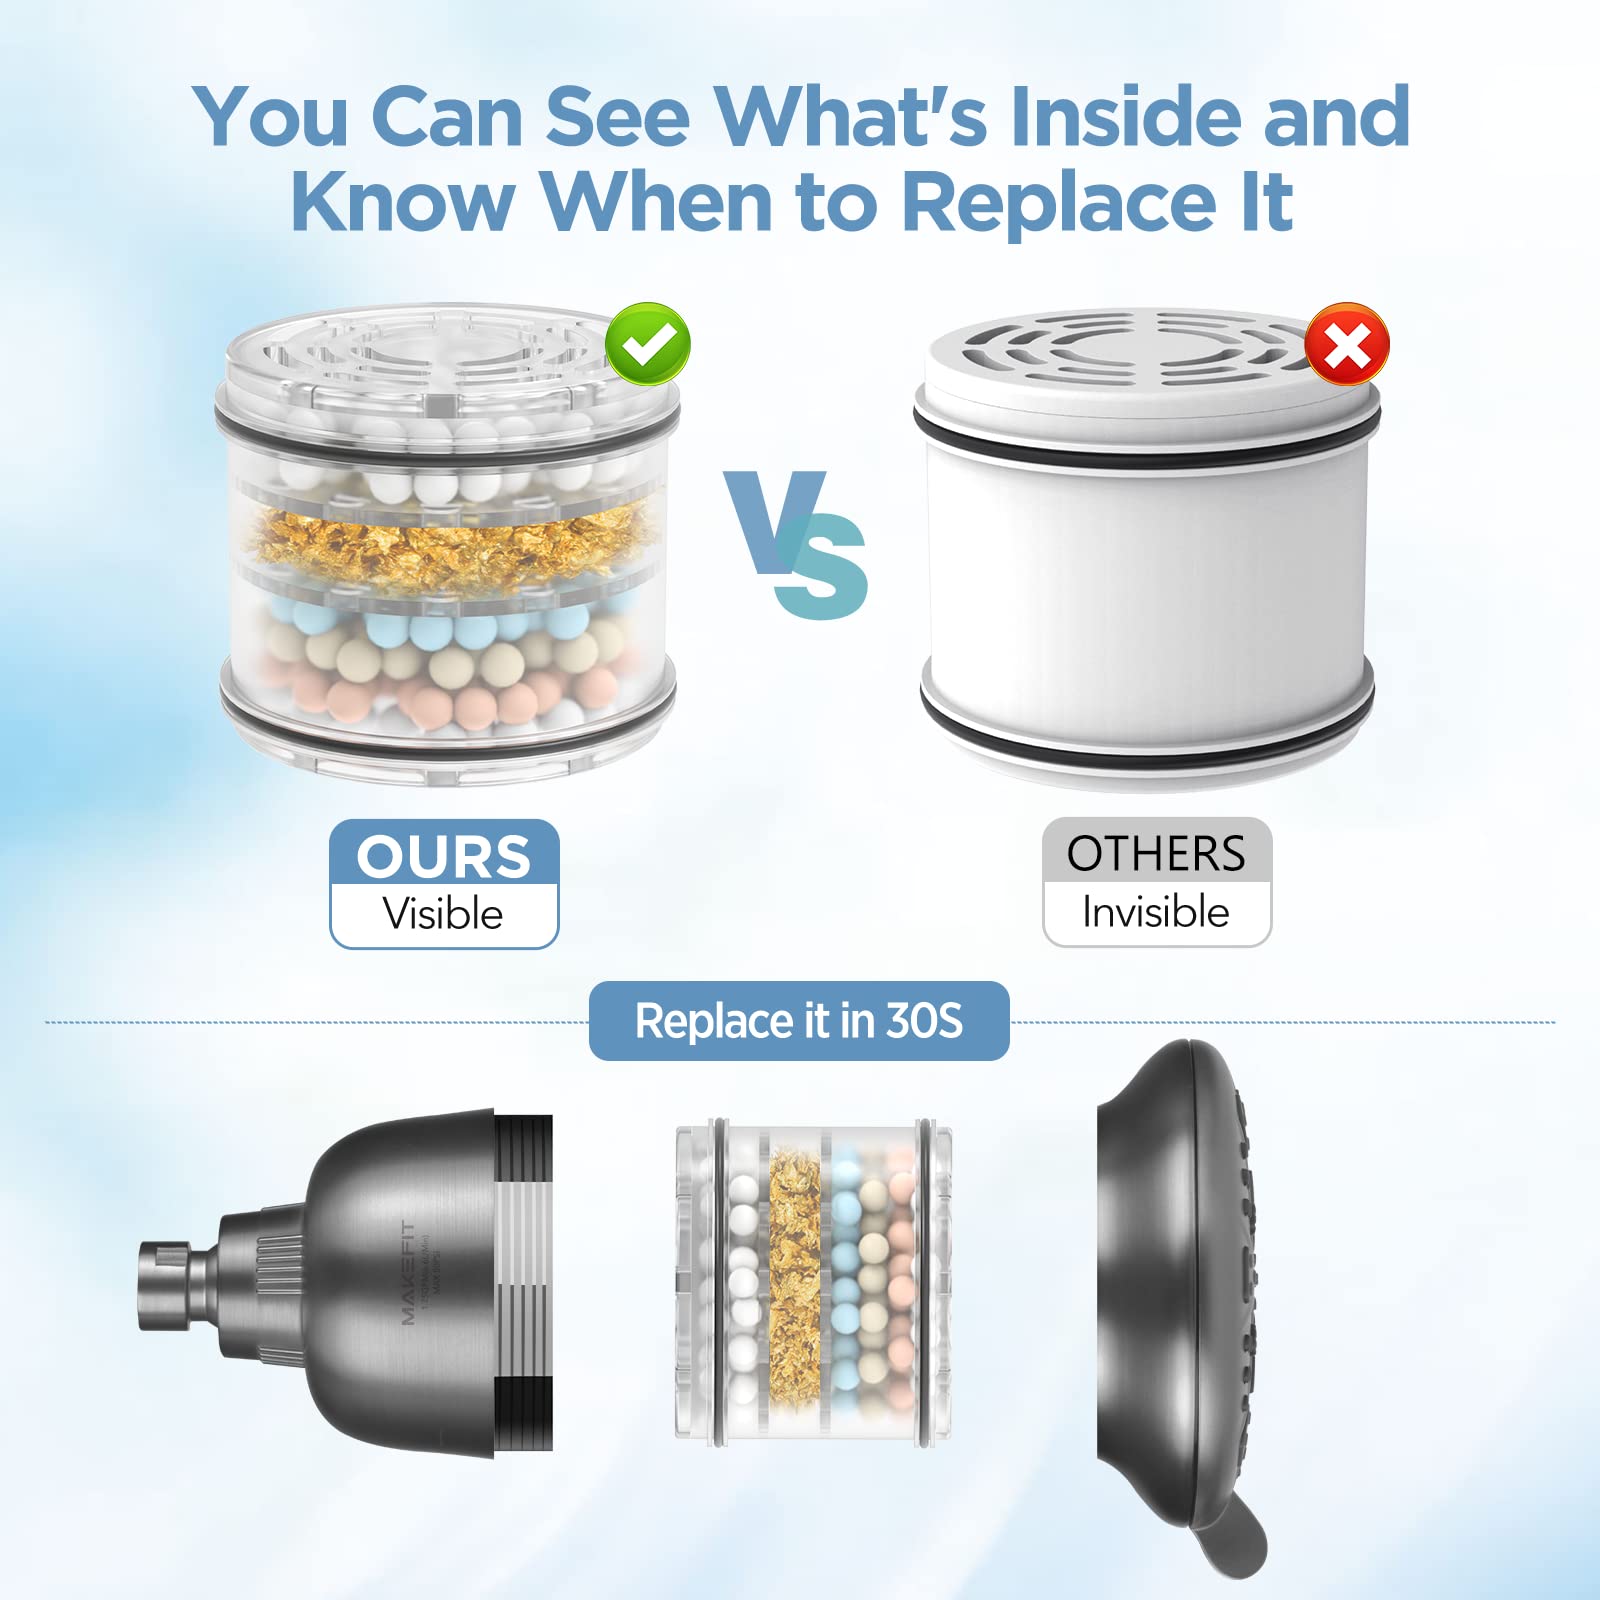 You Can See What's Inside and
Know When to Replace It
VS
OURS
Visible
OTHERS
Invisible
Replace it in 30S
MAKEFIT